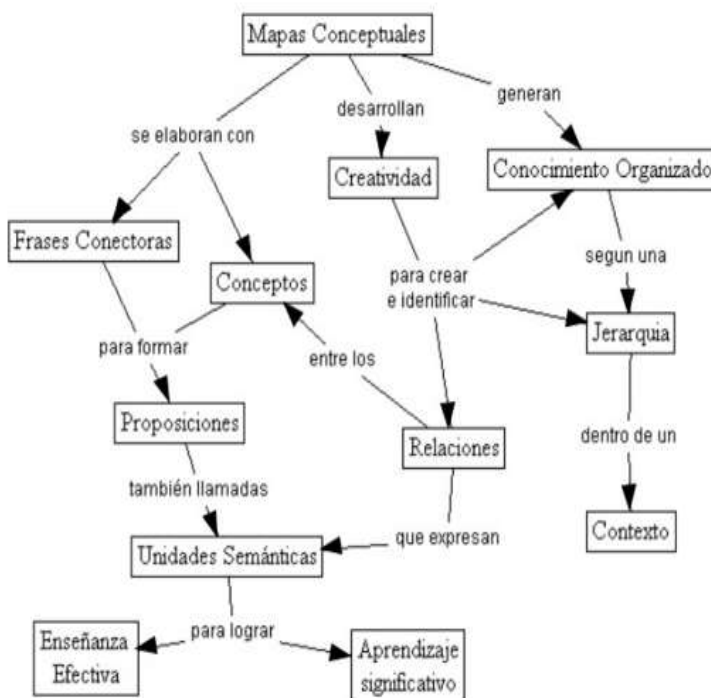 Mapas Conceptuales
generan
desarrollan
se elaboran con
Conocimiento Organizado
Creatividad
Frases Conectoras
Conceptos
segun una
para crear
e identificar
Jerarquia
para formar
entre los
Proposiciones
Relaciones
dentro de un
también llamadas
que expresan
Contexto
Unidades Semánticas
para lograr
Enseñanza
Efectiva
Aprendizaje
significativo